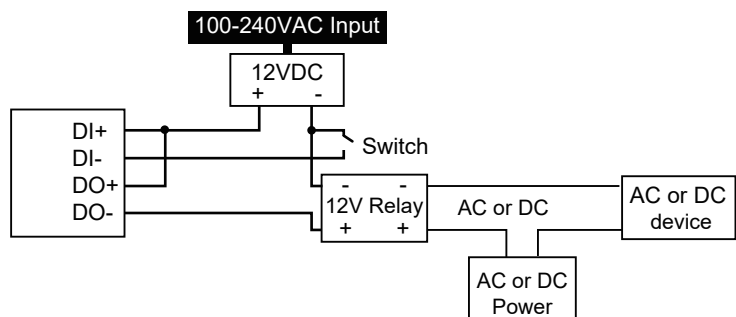 100-240VAC Input
12VDC
+ -
DI+
DI-
DO+
DO-
Switch
- -
12V Relay
+ +
AC or DC
AC or DC
device
AC or DC
Power